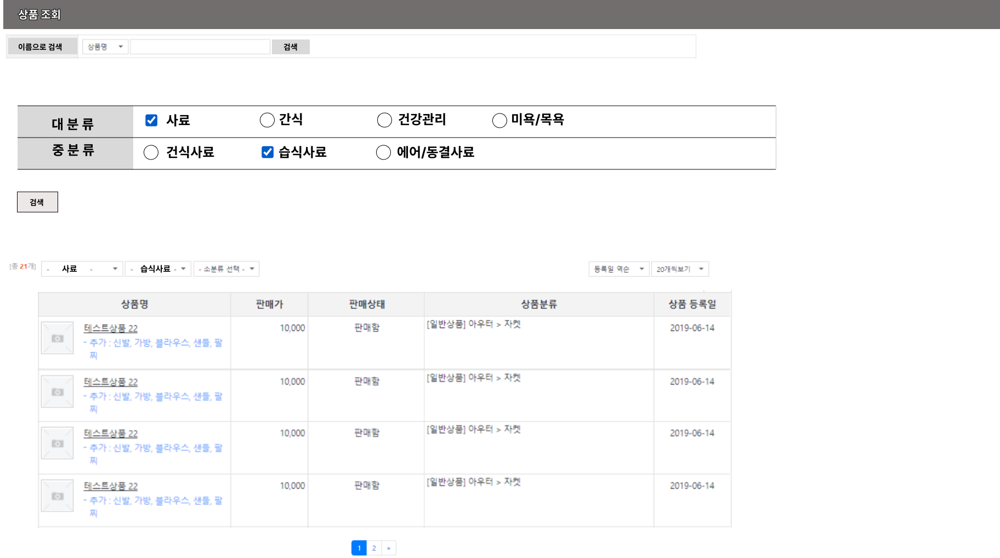 상품 조회
이름으로 검색 상품명 검색
대 분 류 사료 간식 건강관리 미욕/목욕
중 분 류 건식사료 습식사료 에어/동결사료
검색
[총 21개] - 사료 - - 습식사료 - - 소분류 선택 - 등록일 역순 20개씩보기
상품명 판매가 판매상태 상품분류 상품 등록일
테스트상품 22 10,000 판매함 [일반상품] 아우터 > 자켓 2019-06-14
- 추가 : 신발, 가방, 블라우스, 샌들, 팔
찌
테스트상품 22 10,000 판매함 [일반상품] 아우터 > 자켓 2019-06-14
- 추가 : 신발, 가방, 블라우스, 샌들, 팔
찌
테스트상품 22 10,000 판매함 [일반상품] 아우터 > 자켓 2019-06-14
- 추가 : 신발, 가방, 블라우스, 샌들, 팔
찌
테스트상품 22 10,000 판매함 [일반상품] 아우터 > 자켓 2019-06-14
- 추가 : 신발, 가방, 블라우스, 샌들, 팔
찌
1 2 »